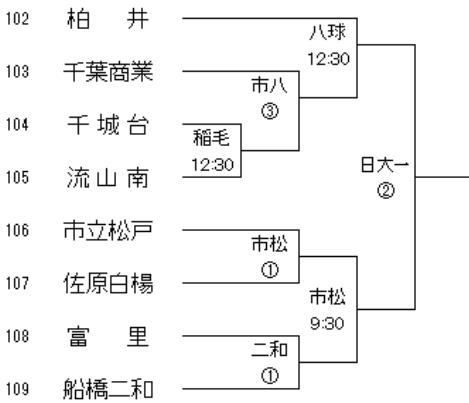 102 柏井
八球
12:30
103 千葉商業
市八
③
104 千城台
稲毛
12:30
105 流山南
日大一
②
106 市立松戸
市松
①
107 佐原白楊
市松
9:30
108 富里
二和
①
109 船橋二和